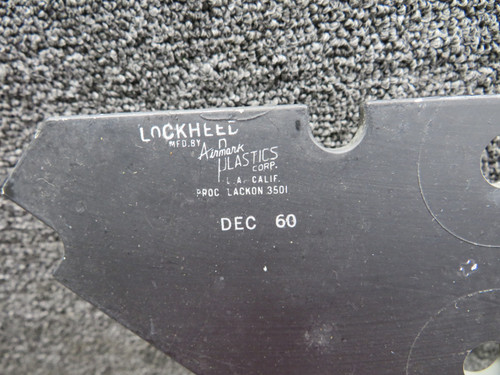 LOCKHEED
MFD.BY
Airmark
PLASTICS
CORP.
L.A. CALIF.
PROC. LACKON 3501
DEC 60